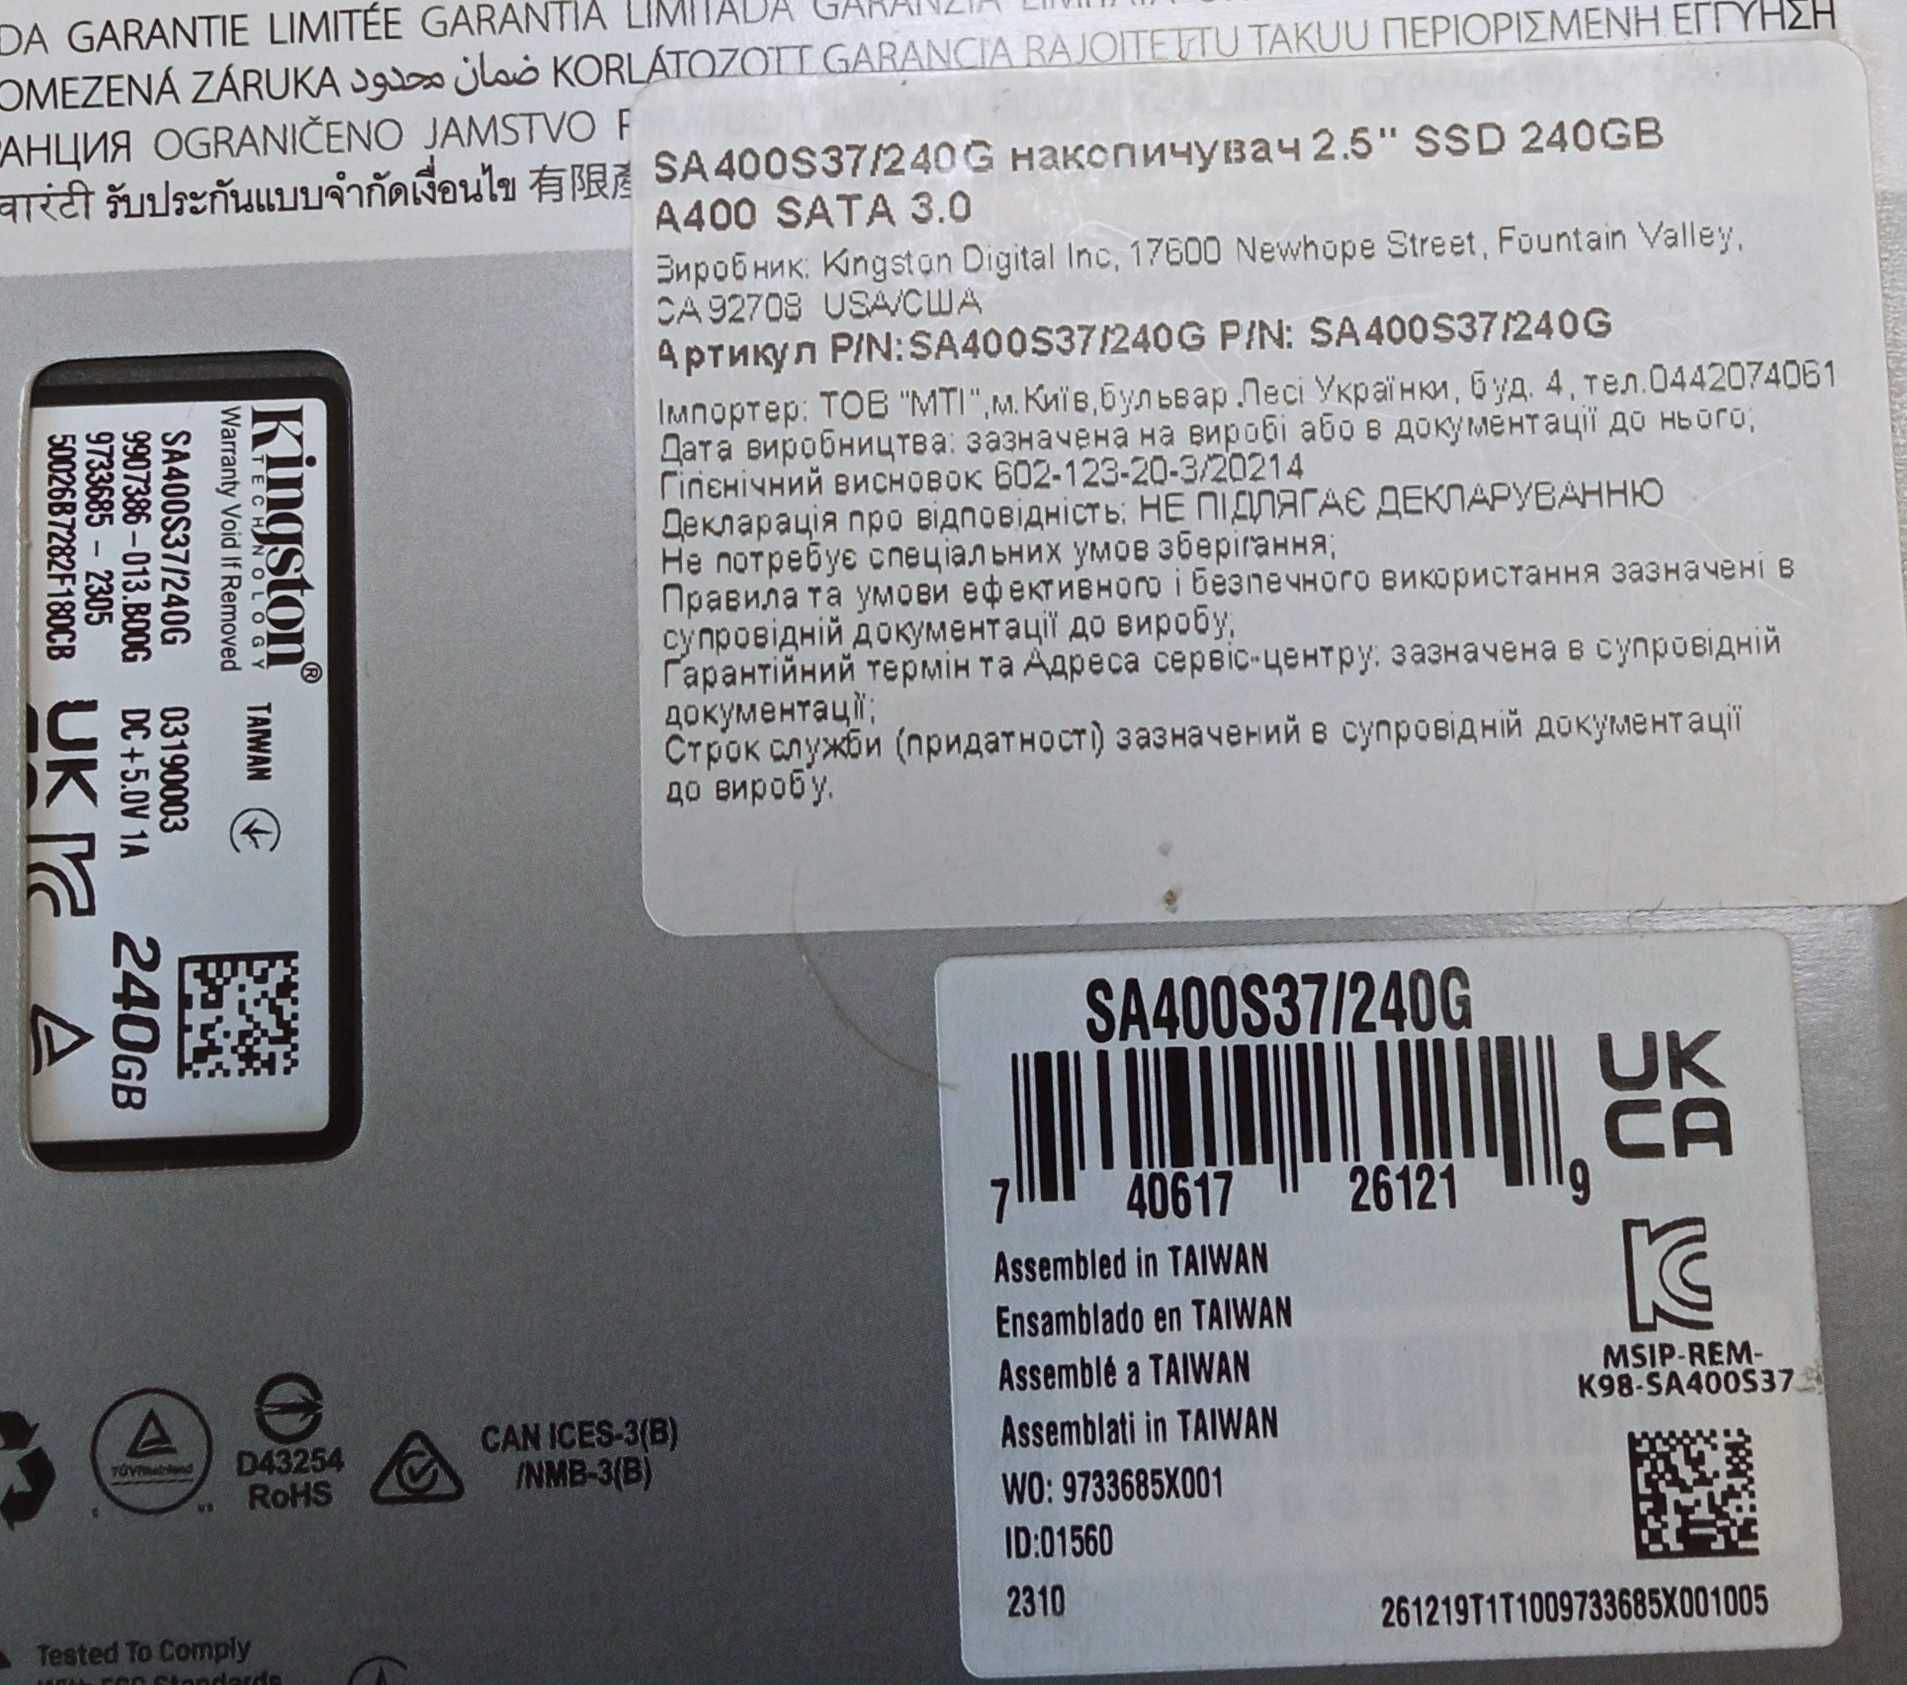 DA GARANTIE LIMITÉE GARANTÍA LIMITADA GARANZIA
OMEZENÁ ZÁRUKA ضمان محدود KORLÁTOZOTT GARANCIA RAJOITETTU TAKUU ΠΕΡΙΟΡΙΣΜΕΝΗ ΕΓΓΥΗΣΗ
OGRANIČENO JAMSTVO
वारंटी รับประกันแบบจำกัดเงื่อนไข 有限產
SA400S37/240G накопичувач 2.5" SSD 240GB
A400 SATA 3.0
Виробник: Kingston Digital Inc, 17600 Newhope Street, Fountain Valley,
CA 92708 USA/США
Артикул P/N:SA400S37/240G P/N: SA400S37/240G
Імпортер: ТОВ "МТІ",м.Київ,бульвар Лесі Українки, буд. 4, тел.0442074061
Дата виробництва: зазначена на виробі або в документації до нього;
Гігієнічний висновок 602-123-20-3/20214
Декларація про відповідність: НЕ ПІДЛЯГАЄ ДЕКЛАРУВАННЮ
Не потребує спеціальних умов зберігання;
Правила та умови ефективного і безпечного використання зазначені в
супровідній документації до виробу;
Гарантійний термін та Адреса сервіс-центру: зазначена в супровідній
документації;
Строк служби (придатності) зазначений в супровідній документації
до виробу.
Kingston®
TECHNOLOGY
TAIWAN
Warranty Void If Removed
SA400S37/240G 03190003
9907386-013.B00G DC+5.0V 1A
9733685-2305
50026B7282F180CB
UK
240GB
SA400S37/240G
7 40617 26121 9
UK
CA
Assembled in TAIWAN
Ensamblado en TAIWAN
Assemblé a TAIWAN
Assemblati in TAIWAN
WO: 9733685X001
ID:01560
2310
MSIP-REM-
K98-SA400S37
261219T1T1009733685X001005
TÜVRheinland
D43254
RoHS
CAN ICES-3(B)
/NMB-3(B)
Tested To Comply
With FCC Standards